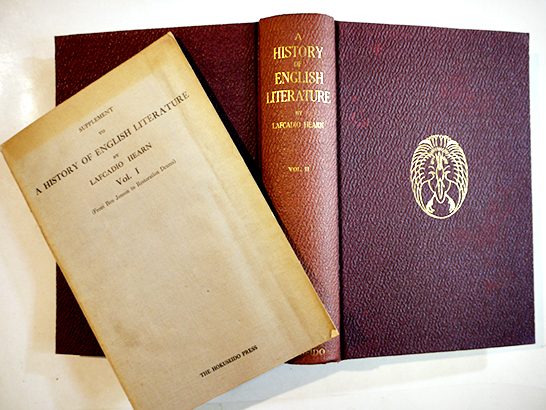 SUPPLEMENT
TO
A HISTORY OF ENGLISH LITERATURE
BY
LAFCADIO HEARN
Vol. I
(From Ben Jonson to Restoration Drama)
THE HOKUSEIDO PRESS
A
HISTORY
OF
ENGLISH
LITERATURE
BY
LAFCADIO HEARN
VOL. II